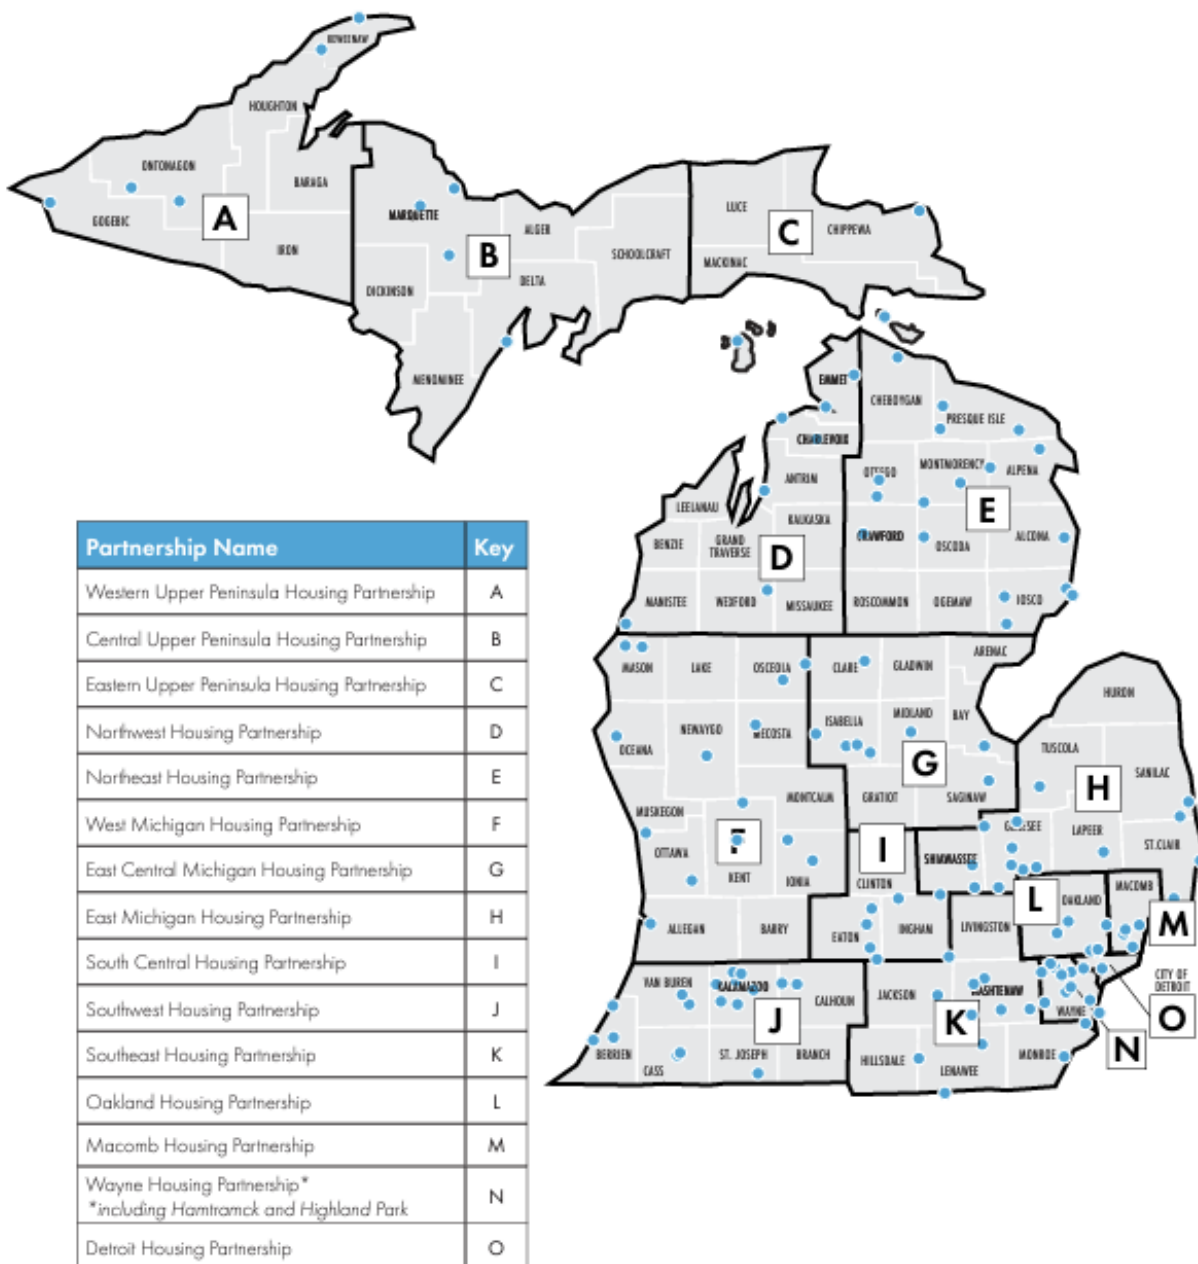 KEWEENAW
HOUGHTON
ONTONAGON
BARAGA
GOGEBIC
A
IRON
MARQUETTE
B
ALGER
SCHOOLCRAFT
DICKINSON
DELTA
MENOMINEE
LUCE
C
CHIPPEWA
MACKINAC
EMMET
CHEBOYGAN
PRESQUE ISLE
CHARLEVOIX
ANTRIM
OTSEGO
MONTMORENCY
ALPENA
LEELANAU
KALKASKA
E
BENZIE
GRAND
TRAVERSE
D
CRAWFORD
OSCODA
ALCONA
MANISTEE
WEXFORD
MISSAUKEE
ROSCOMMON
OGEMAW
IOSCO
MASON
LAKE
OSCEOLA
CLARE
GLADWIN
ARENAC
HURON
OCEANA
NEWAYGO
MECOSTA
ISABELLA
MIDLAND
BAY
TUSCOLA
SANILAC
G
H
MUSKEGON
MONTCALM
GRATIOT
SAGINAW
OTTAWA
F
KENT
IONIA
I
CLINTON
SHIAWASSEE
GENESEE
LAPEER
ST.CLAIR
ALLEGAN
BARRY
EATON
INGHAM
LIVINGSTON
L
OAKLAND
MACOMB
M
VAN BUREN
KALAMAZOO
J
CALHOUN
JACKSON
WASHTENAW
K
WAYNE
CITY OF
DETROIT
O
N
BERRIEN
CASS
ST. JOSEPH
BRANCH
HILLSDALE
LENAWEE
MONROE
Partnership Name Key
Western Upper Peninsula Housing Partnership A
Central Upper Peninsula Housing Partnership B
Eastern Upper Peninsula Housing Partnership C
Northwest Housing Partnership D
Northeast Housing Partnership E
West Michigan Housing Partnership F
East Central Michigan Housing Partnership G
East Michigan Housing Partnership H
South Central Housing Partnership I
Southwest Housing Partnership J
Southeast Housing Partnership K
Oakland Housing Partnership L
Macomb Housing Partnership M
Wayne Housing Partnership* N
*including Hamtramck and Highland Park
Detroit Housing Partnership O